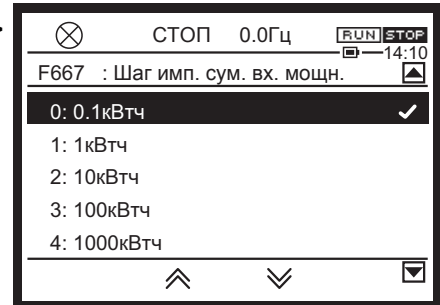 СТОП 0.0Гц RUN STOP
14:10
F667 : Шаг имп. сум. вх. мощн.
0: 0.1кВтч
1: 1кВтч
2: 10кВтч
3: 100кВтч
4: 1000кВтч